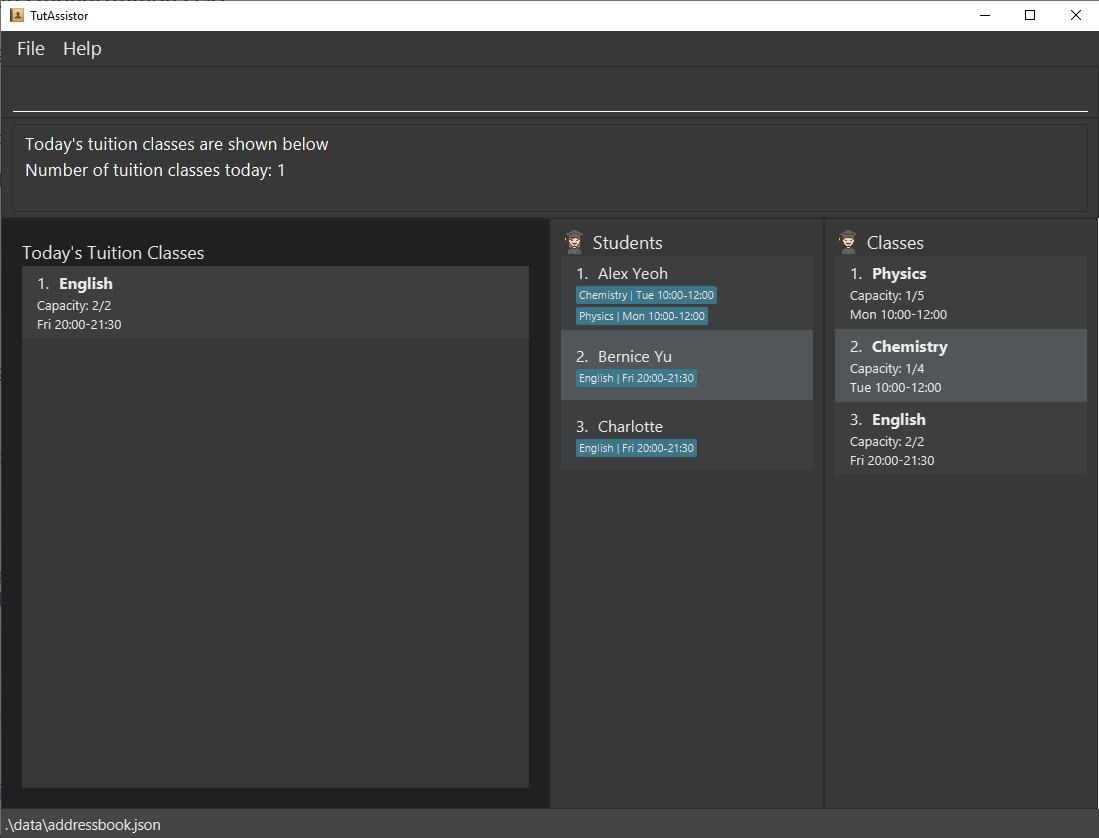 TutAssistor
File Help
Today's tuition classes are shown below
Number of tuition classes today: 1
Today's Tuition Classes
1. English
Capacity: 2/2
Fri 20:00-21:30
Students
1. Alex Yeoh
Chemistry | Tue 10:00-12:00
Physics | Mon 10:00-12:00
2. Bernice Yu
English | Fri 20:00-21:30
3. Charlotte
English | Fri 20:00-21:30
Classes
1. Physics
Capacity: 1/5
Mon 10:00-12:00
2. Chemistry
Capacity: 1/4
Tue 10:00-12:00
3. English
Capacity: 2/2
Fri 20:00-21:30
.\data\addressbook.json